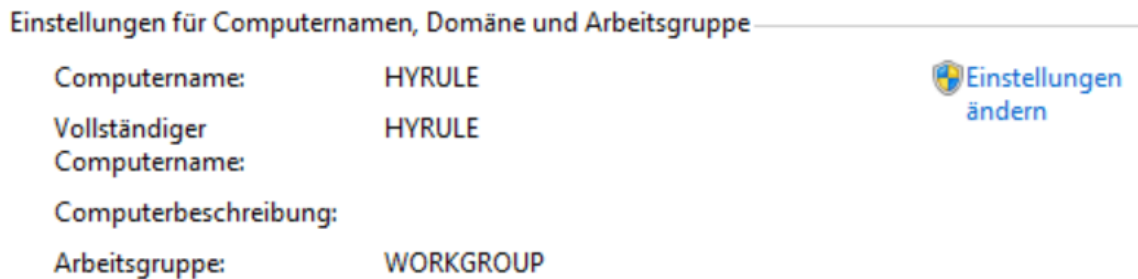 Einstellungen für Computernamen, Domäne und Arbeitsgruppe
Computername: HYRULE
Einstellungen
ändern
Vollständiger HYRULE
Computername:
Computerbeschreibung:
Arbeitsgruppe: WORKGROUP